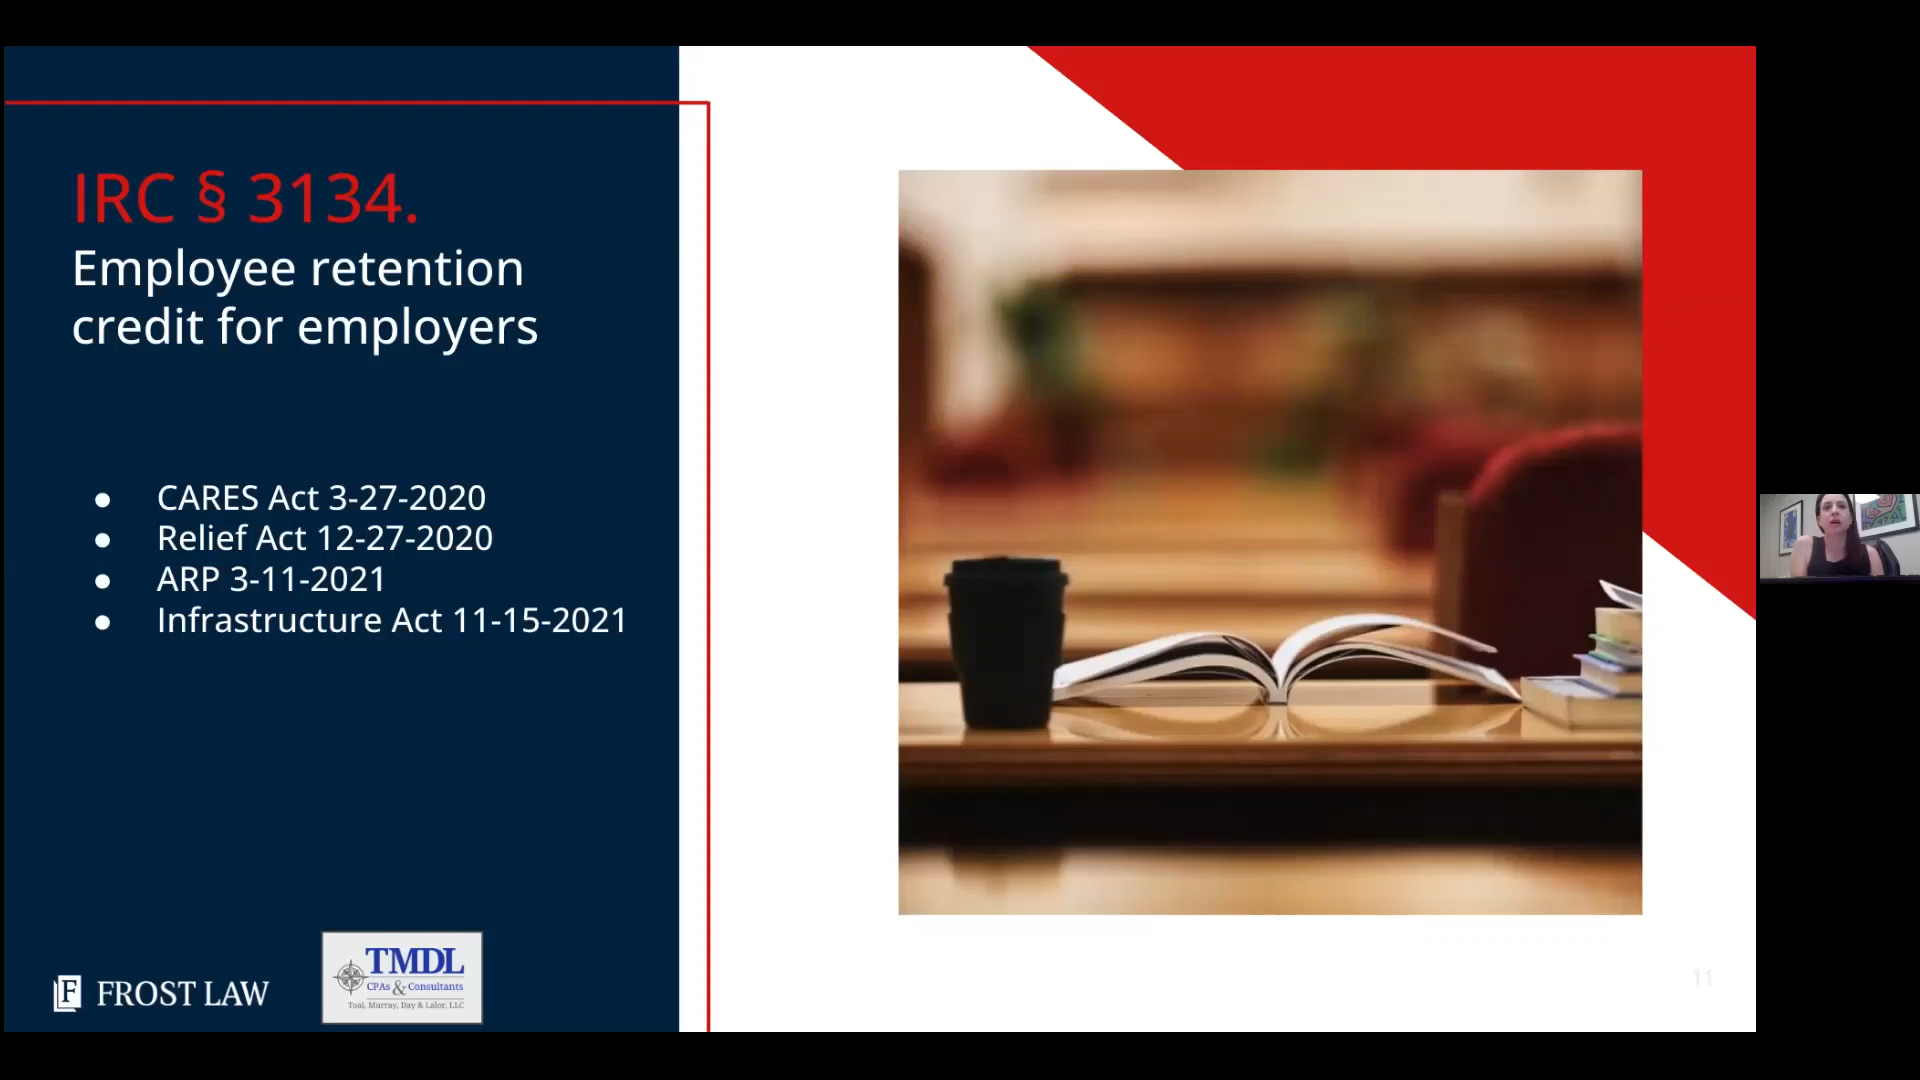 IRC § 3134.
Employee retention
credit for employers
● CARES Act 3-27-2020
● Relief Act 12-27-2020
● ARP 3-11-2021
● Infrastructure Act 11-15-2021
F FROST LAW
TMDL
CPAs & Consultants
Toal, Murray, Day & Lalor, LLC
11